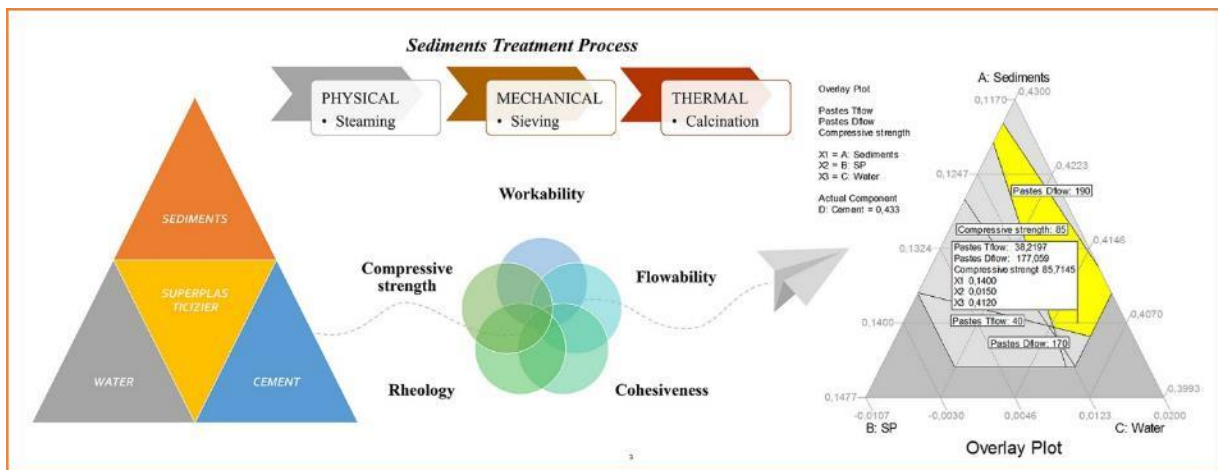 Sediments Treatment Process
PHYSICAL
• Steaming
MECHANICAL
• Sieving
THERMAL
• Calcination
SEDIMENTS
SUPERPLAS
TICIZIER
WATER
CEMENT
Workability
Compressive
strength
Flowability
Rheology
Cohesiveness
Overlay Plot
Pastes Tflow
Pastes Dflow
Compressive strength
X1 = A: Sediments
X2 = B: SP
X3 = C: Water
Actual Component
D: Cement = 0,433
A: Sediments
0,1170
0,4300
0,1247
0,4223
Pastes Dflow: 190
Compressive strength: 85
0,1324
0,4146
Pastes Tflow: 38,2197
Pastes Dflow: 177,059
Compressive strengt 85,7145
X1 0,1400
X2 0,0150
X3 0,4120
Pastes Tflow: 40
0,1400
0,4070
Pastes Dflow: 170
0,1477
0,3993
-0,0107
-0,0030
0,0046
0,0123
0,0200
B: SP
C: Water
Overlay Plot